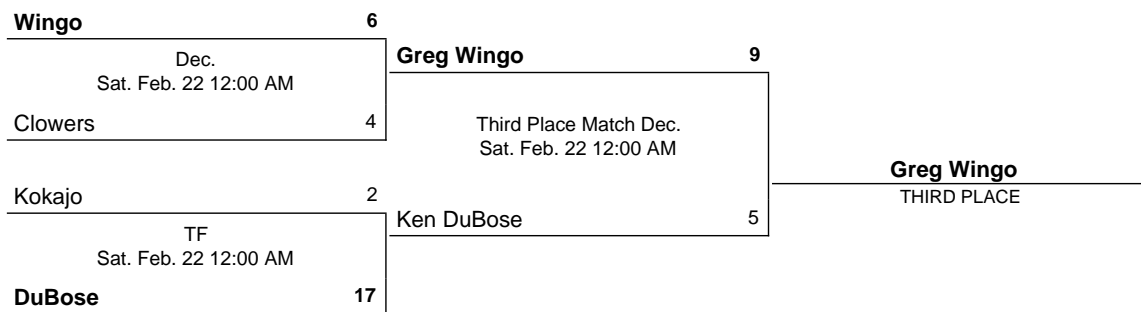 Wingo 6
Dec.
Sat. Feb. 22 12:00 AM
Clowers 4
Greg Wingo 9
Third Place Match Dec.
Sat. Feb. 22 12:00 AM
Kokajo 2
TF
Sat. Feb. 22 12:00 AM
DuBose 17
Ken DuBose 5
Greg Wingo
THIRD PLACE